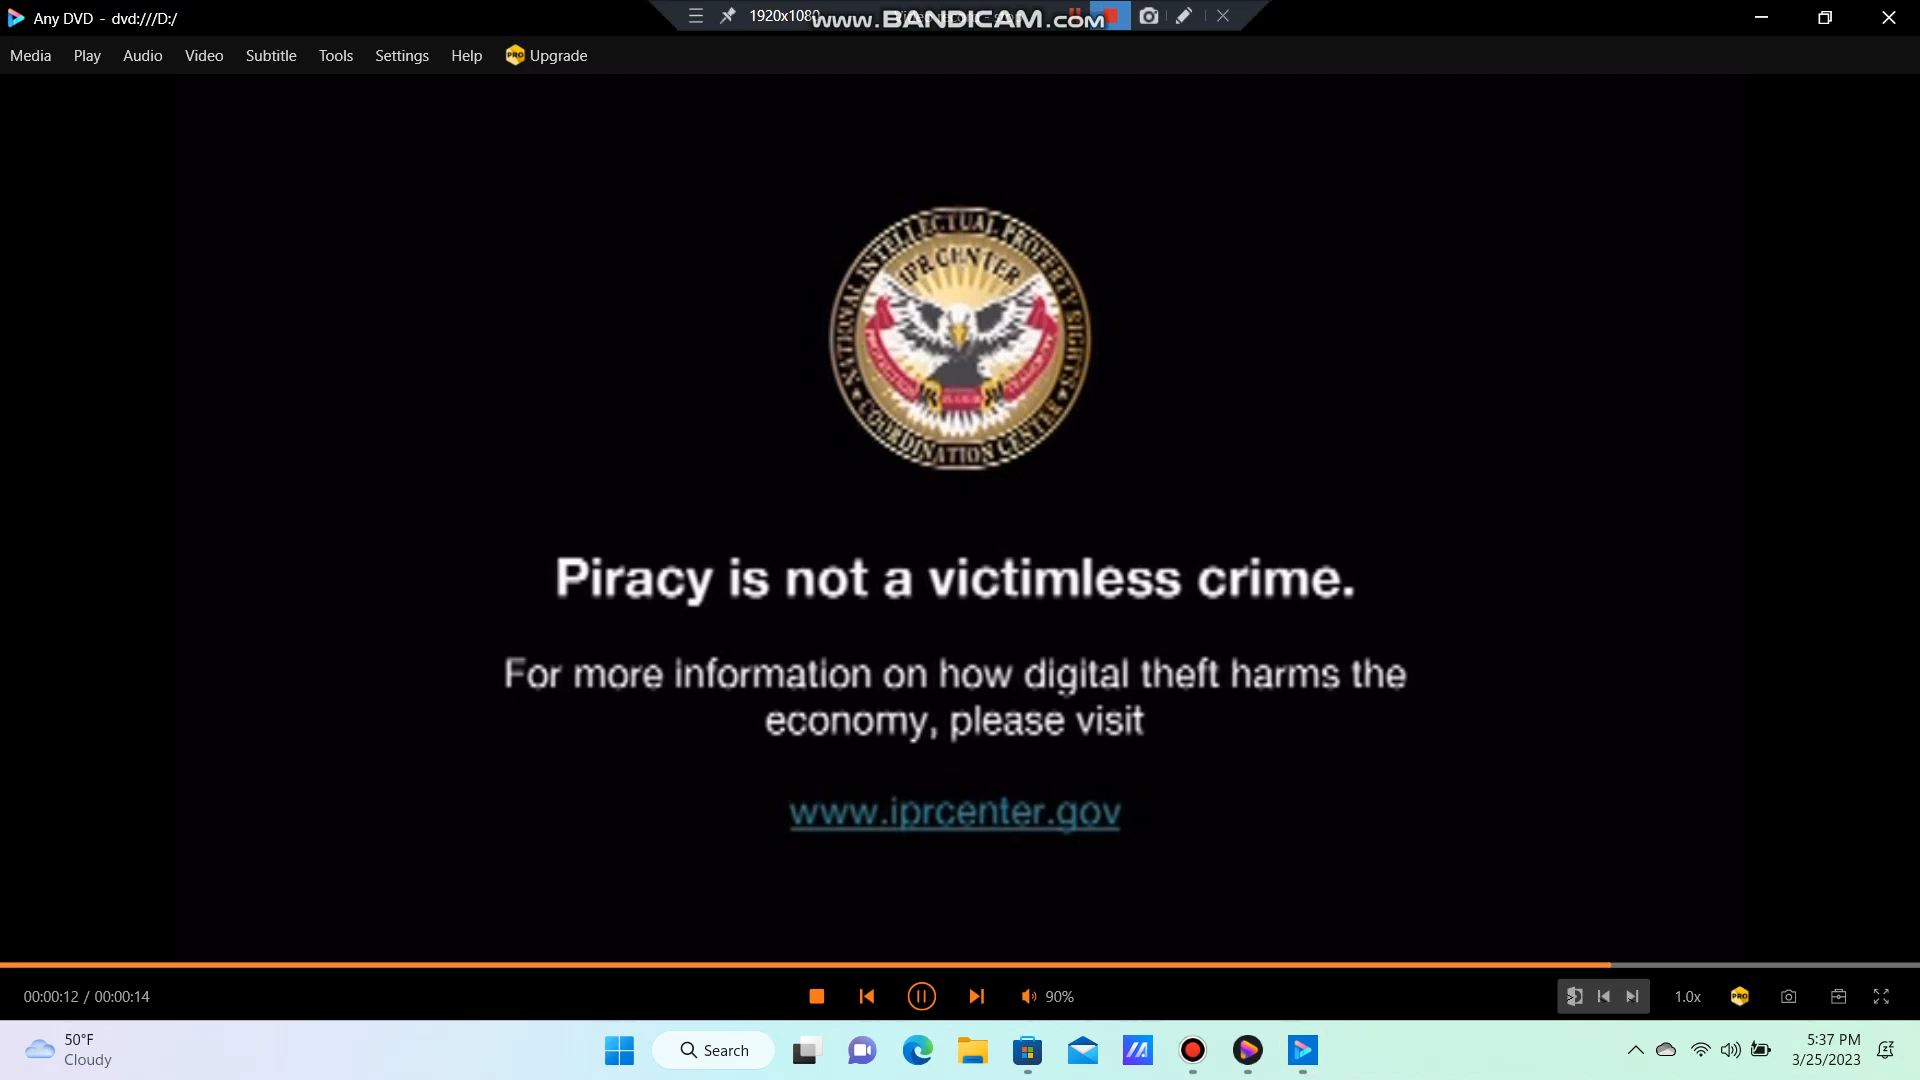 Any DVD - dvd:///D:/
1920x1080
www.BANDICAM.com
Media Play Audio Video Subtitle Tools Settings Help PRO Upgrade
NATIONAL INTELLECTUAL PROPERTY RIGHTS
IPR CENTER
COORDINATION CENTER
Piracy is not a victimless crime.
For more information on how digital theft harms the
economy, please visit
www.iprcenter.gov
00:00:12 / 00:00:14
90%
1.0x
PRO
50°F
Cloudy
Search
5:37 PM
3/25/2023